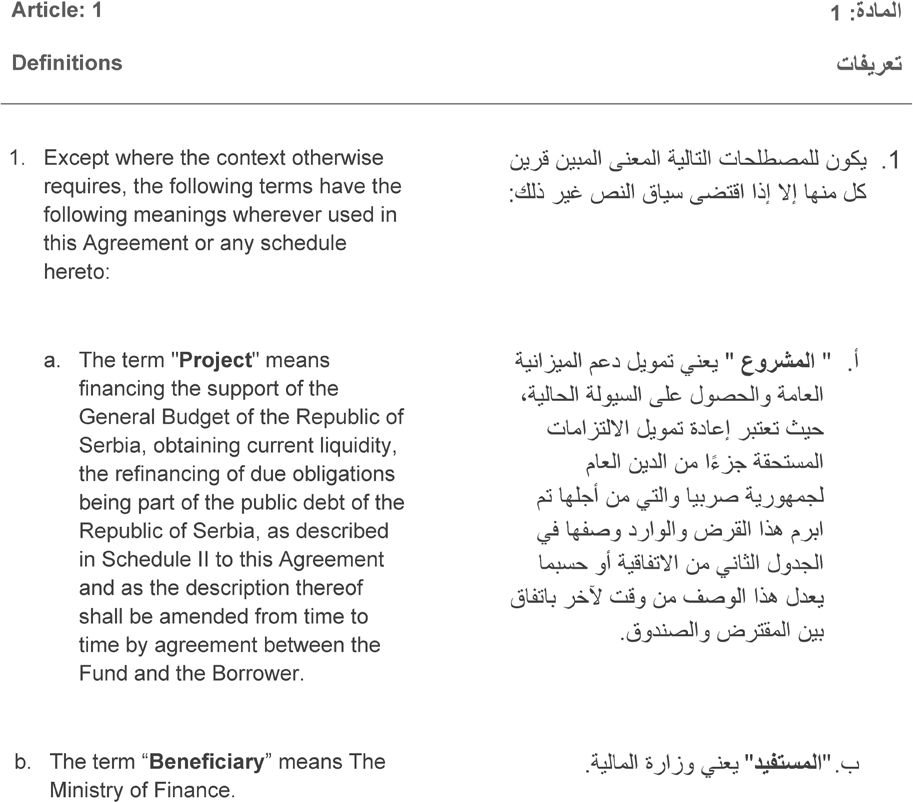 Article: 1
المادة: 1
Definitions
تعريفات
1. Except where the context otherwise
requires, the following terms have the
following meanings wherever used in
this Agreement or any schedule
hereto:
1. يكون للمصطلحات التالية المعنى المبين قرين
كل منها إلا إذا اقتضى سياق النص غير ذلك:
a. The term "Project" means
financing the support of the
General Budget of the Republic of
Serbia, obtaining current liquidity,
the refinancing of due obligations
being part of the public debt of the
Republic of Serbia, as described
in Schedule II to this Agreement
and as the description thereof
shall be amended from time to
time by agreement between the
Fund and the Borrower.
أ. " المشروع " يعني تمويل دعم الميزانية
العامة والحصول على السيولة الحالية،
حيث تعتبر إعادة تمويل الالتزامات
المستحقة جزءًا من الدين العام
لجمهورية صربيا والتي من أجلها تم
ابرم هذا القرض والوارد وصفها في
الجدول الثاني من الاتفاقية أو حسبما
يعدل هذا الوصف من وقت لآخر باتفاق
بين المقترض والصندوق.
b. The term “Beneficiary” means The
Ministry of Finance.
ب. "المستفيد" يعني وزارة المالية.